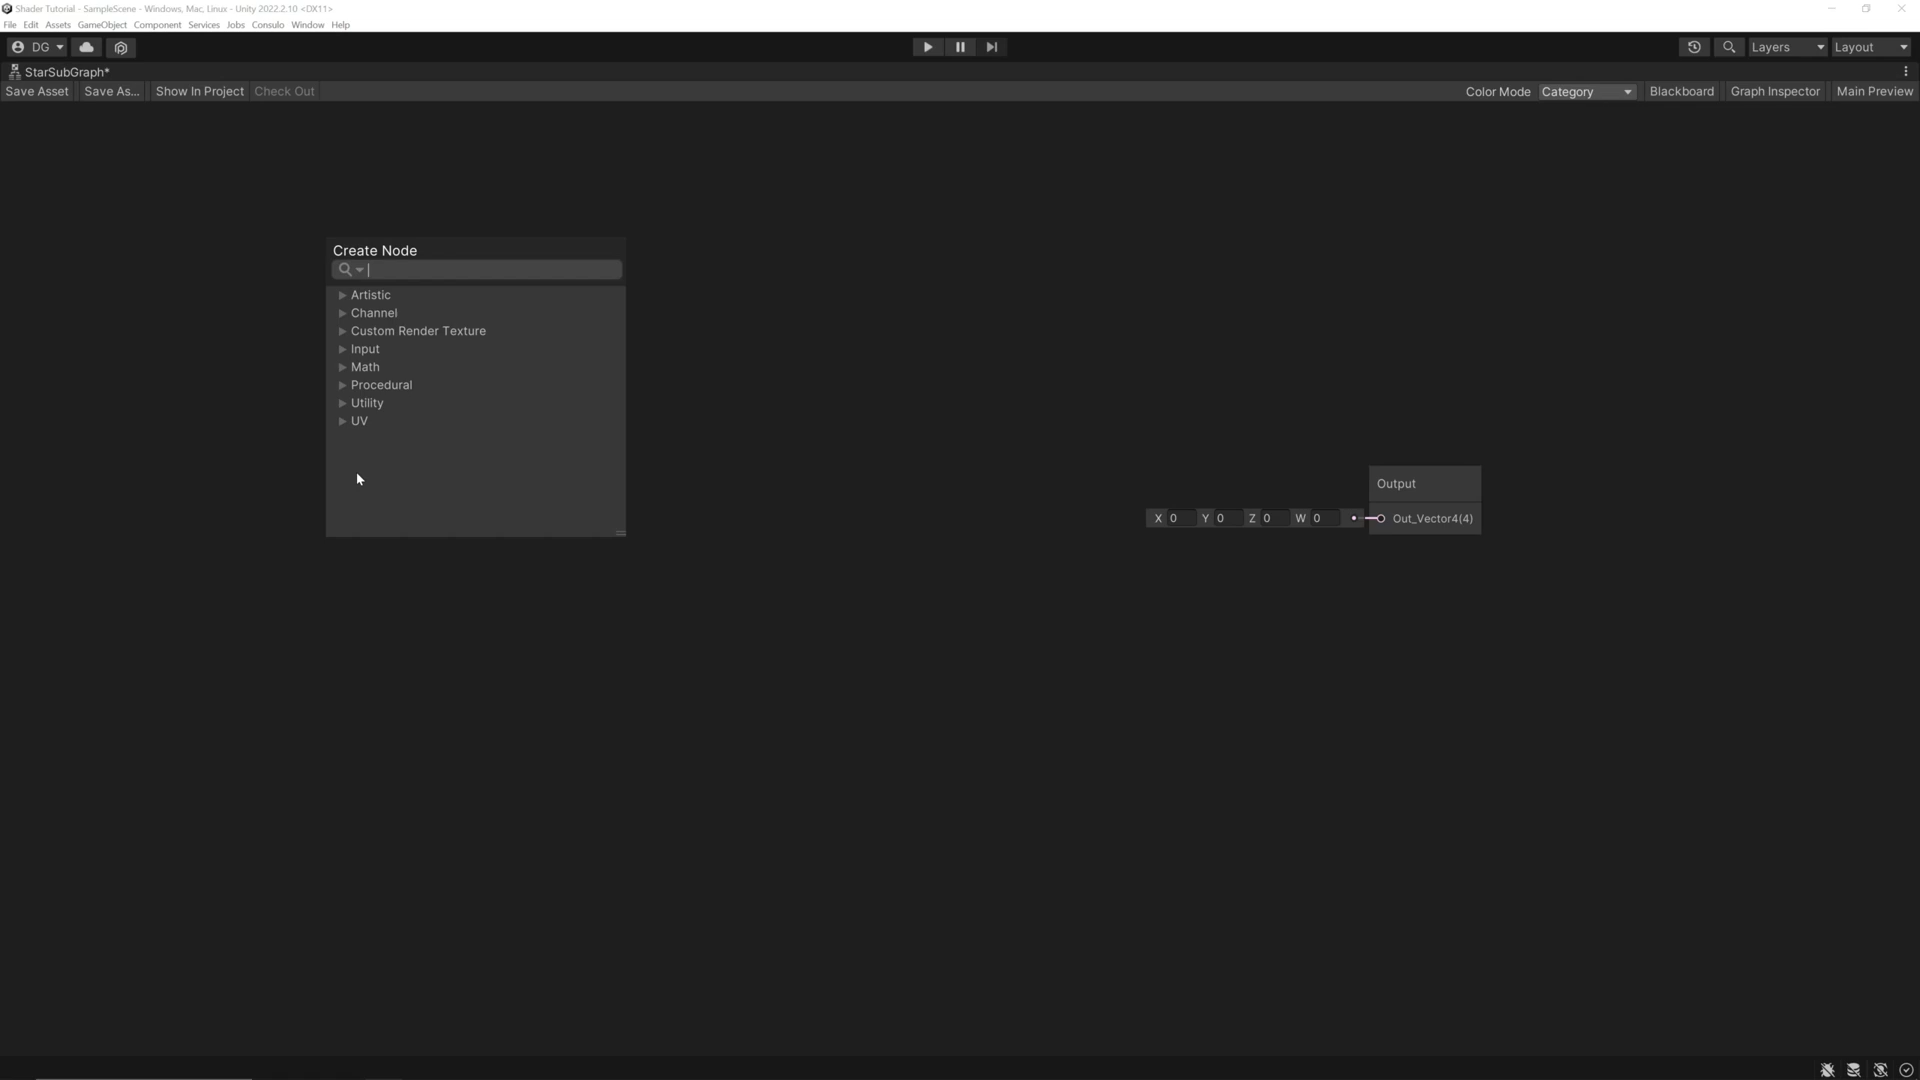 Shader Tutorial - SampleScene - Windows, Mac, Linux - Unity 2022.2.10 <DX11>
File Edit Assets GameObject Component Services Jobs Consulo Window Help
DG Layers Layout
StarSubGraph*
Save Asset Save As... Show In Project Check Out Color Mode Category Blackboard Graph Inspector Main Preview
Create Node
Artistic
Channel
Custom Render Texture
Input
Math
Procedural
Utility
UV
Output
X 0 Y 0 Z 0 W 0 Out_Vector4(4)